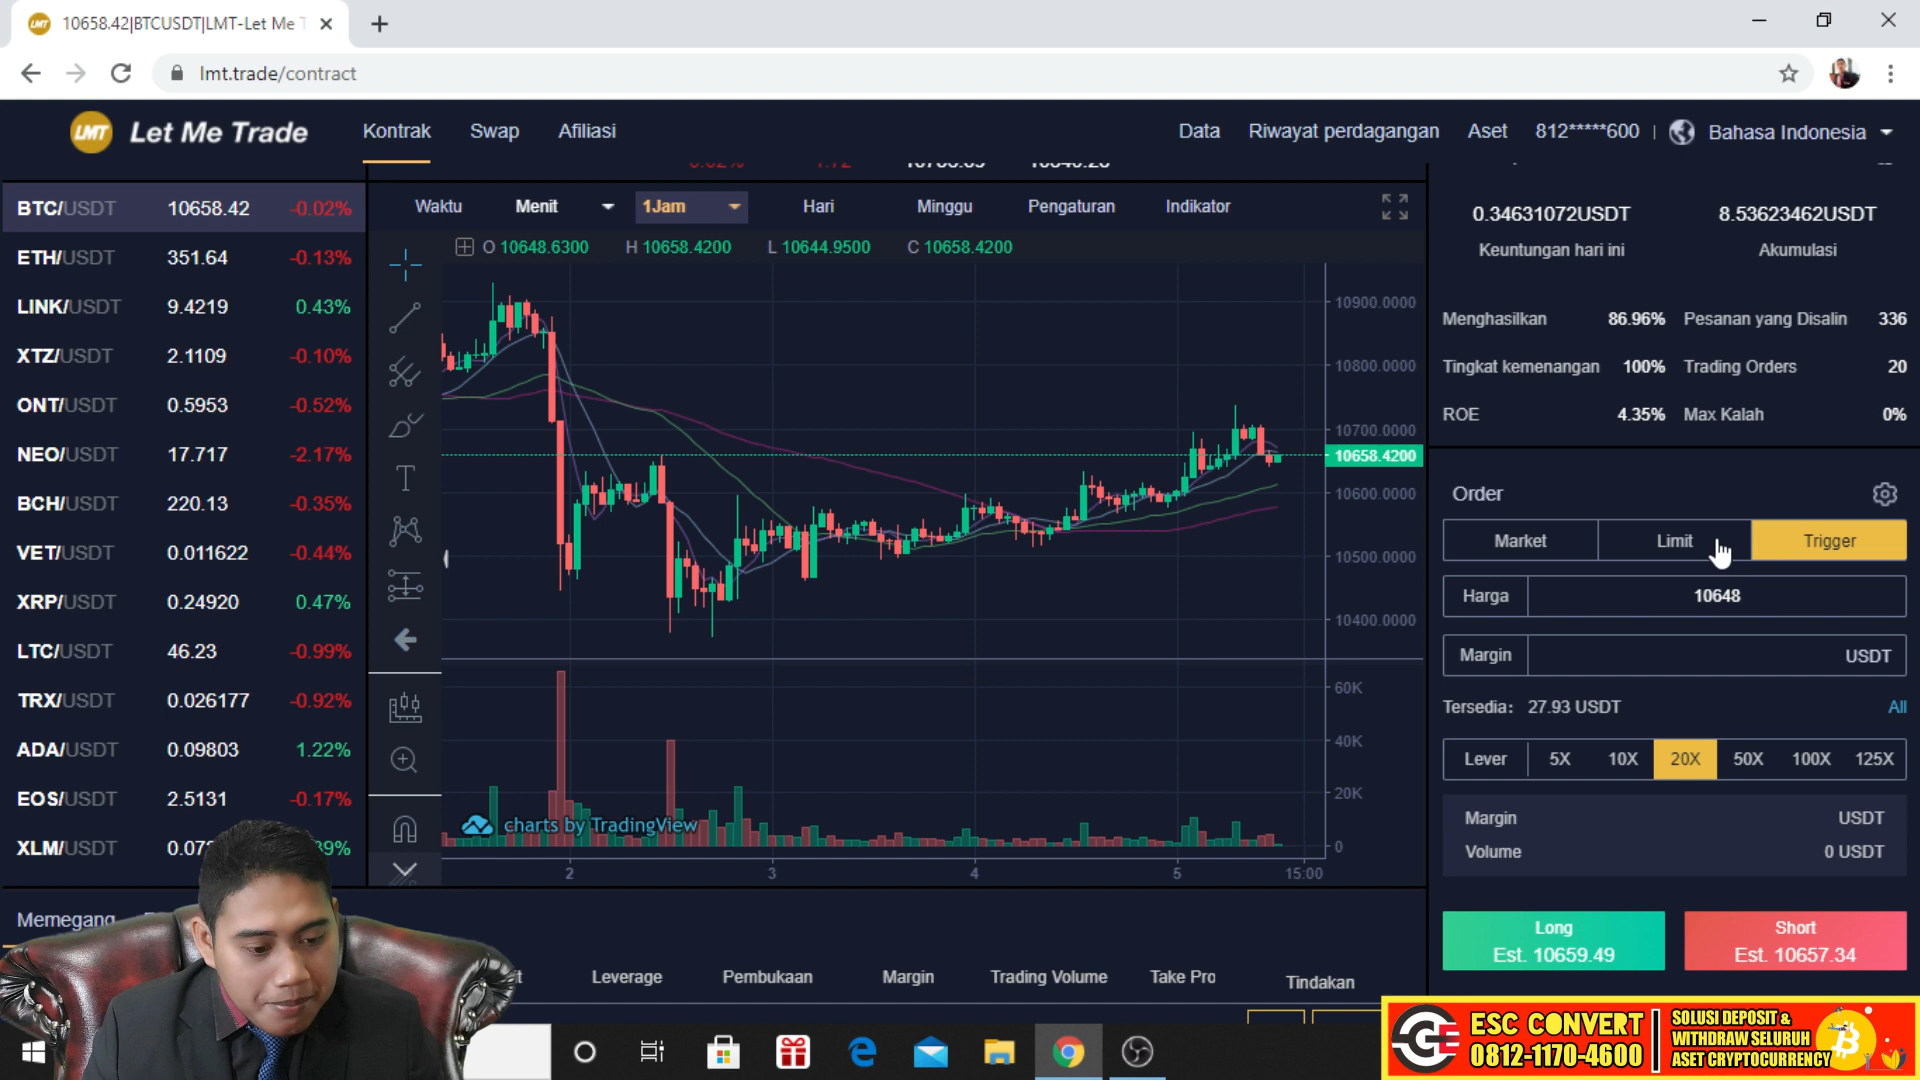 10658.42|BTCUSDT|LMT-Let Me T
lmt.trade/contract
LMT Let Me Trade Kontrak Swap Afiliasi Data Riwayat perdagangan Aset 812*****600 | Bahasa Indonesia
BTC/USDT 10658.42 -0.02%
ETH/USDT 351.64 -0.13%
LINK/USDT 9.4219 0.43%
XTZ/USDT 2.1109 -0.10%
ONT/USDT 0.5953 -0.52%
NEO/USDT 17.717 -2.17%
BCH/USDT 220.13 -0.35%
VET/USDT 0.011622 -0.44%
XRP/USDT 0.24920 0.47%
LTC/USDT 46.23 -0.99%
TRX/USDT 0.026177 -0.92%
ADA/USDT 0.09803 1.22%
EOS/USDT 2.5131 -0.17%
XLM/USDT
Waktu Menit 1Jam Hari Minggu Pengaturan Indikator
O 10648.6300 H 10658.4200 L 10644.9500 C 10658.4200
10900.0000
10800.0000
10700.0000
10658.4200
10600.0000
10500.0000
10400.0000
60K
40K
20K
0
charts by TradingView
2 3 4 5 15:00
0.34631072USDT 8.53623462USDT
Keuntungan hari ini Akumulasi
Menghasilkan 86.96% Pesanan yang Disalin 336
Tingkat kemenangan 100% Trading Orders 20
ROE 4.35% Max Kalah 0%
Order
Market Limit Trigger
Harga 10648
Margin USDT
Tersedia: 27.93 USDT All
Lever 5X 10X 20X 50X 100X 125X
Margin USDT
Volume 0 USDT
Long Short
Est. 10659.49 Est. 10657.34
Memegang
Leverage Pembukaan Margin Trading Volume Take Pro Tindakan
ESC CONVERT
0812-1170-4600
SOLUSI DEPOSIT &
WITHDRAW SELURUH
ASET CRYPTOCURRENCY